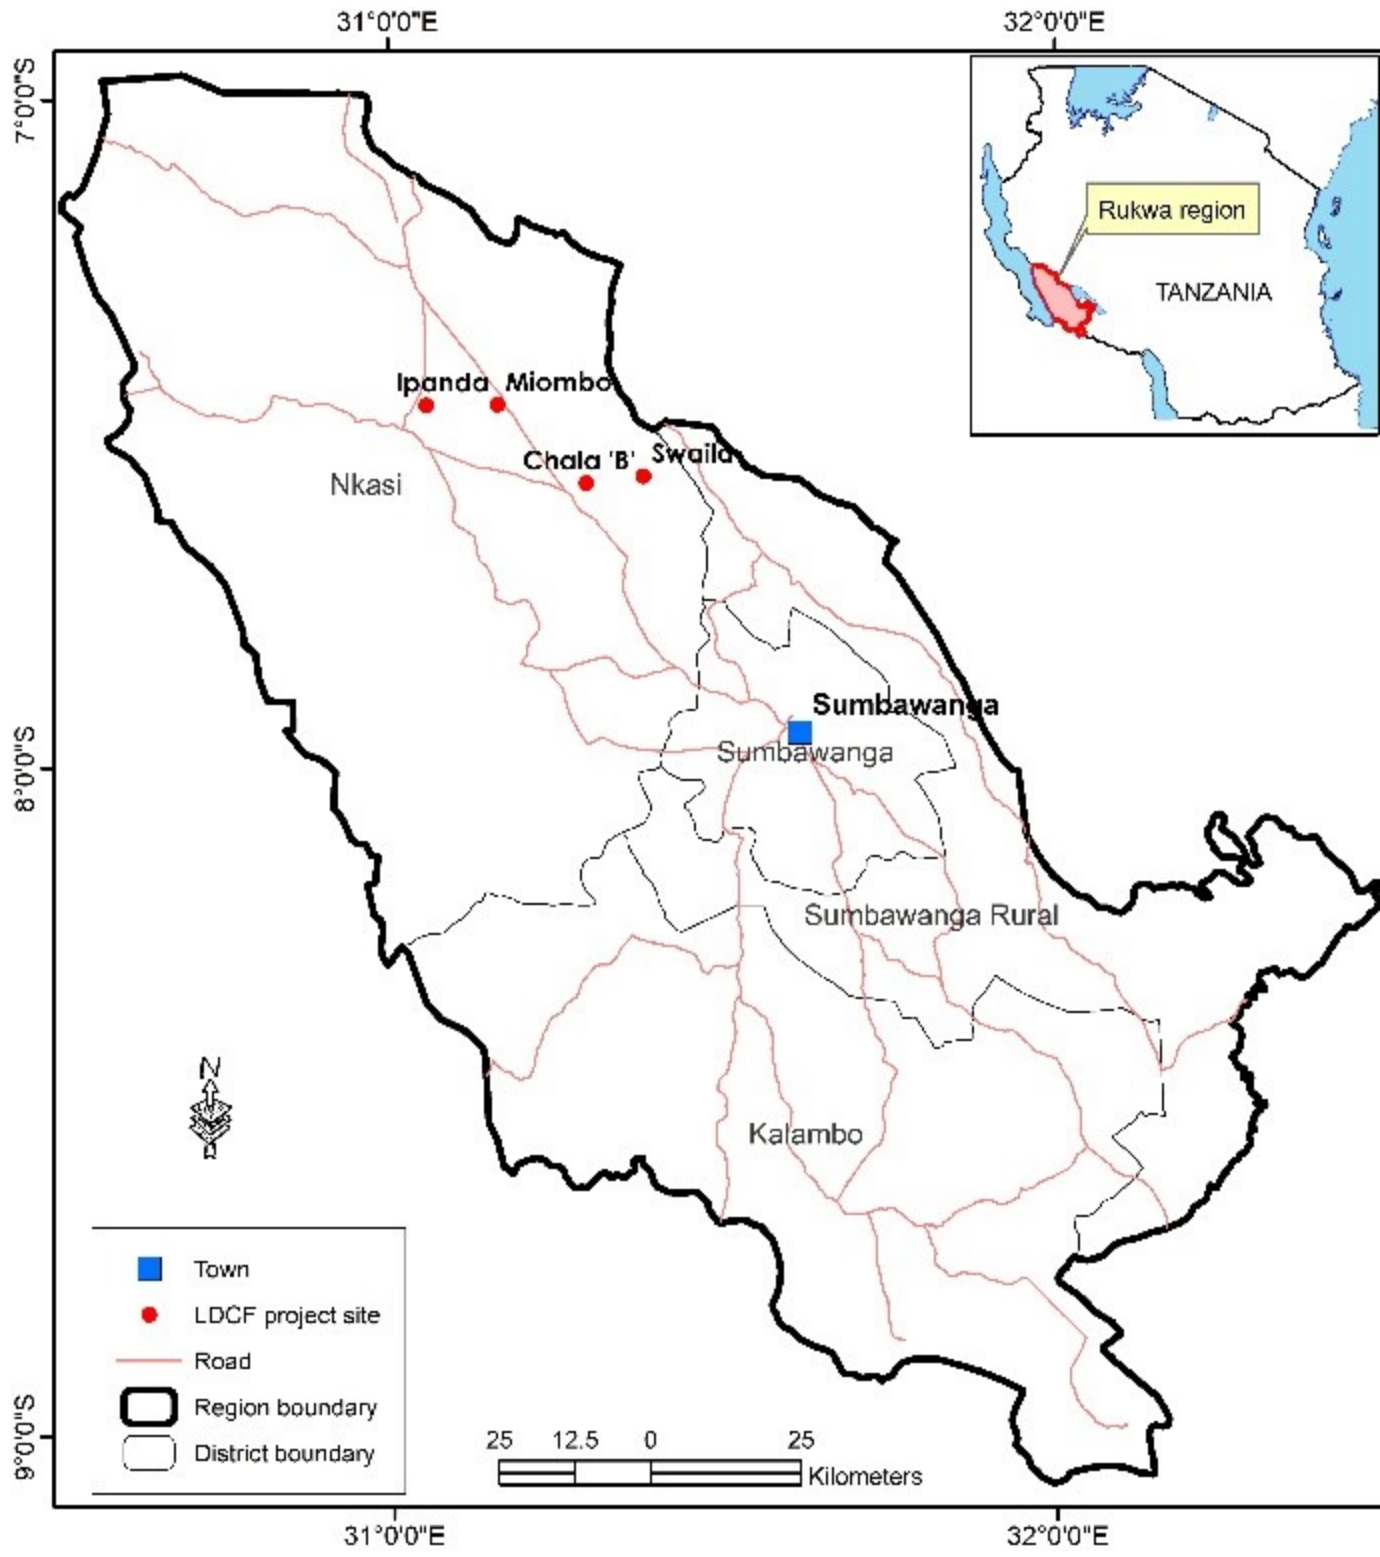 31°0'0"E
32°0'0"E
7°0'0"S
Rukwa region
TANZANIA
Ipanda
Miombo
Chala 'B'
Swaila
Nkasi
Sumbawanga
Sumbawanga
8°0'0"S
Sumbawanga Rural
N
Kalambo
Town
LDCF project site
Road
Region boundary
District boundary
9°0'0"S
25 12.5 0 25
Kilometers
31°0'0"E
32°0'0"E